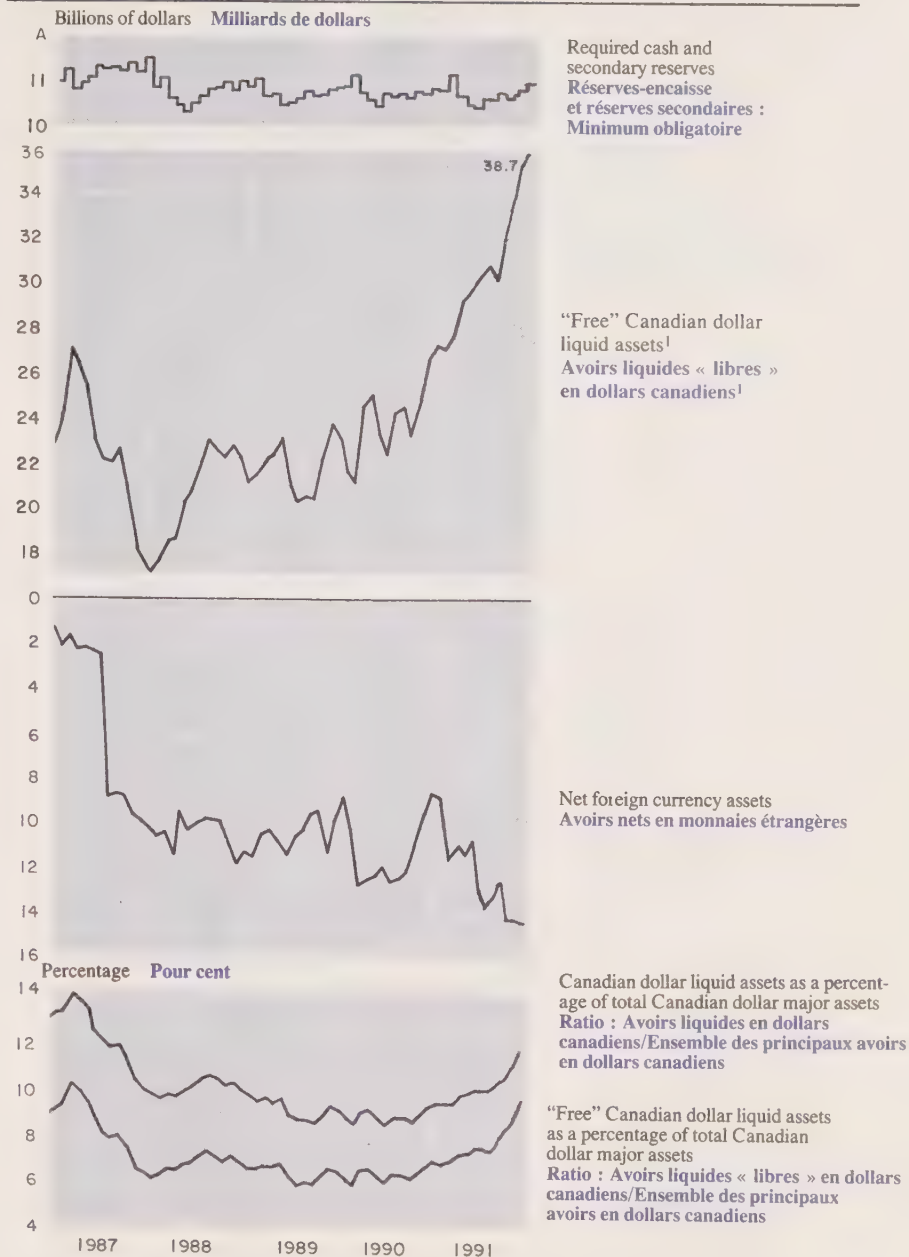 Billions of dollars Milliards de dollars
A
11
10
Required cash and
secondary reserves
Réserves-encaisse
et réserves secondaires :
Minimum obligatoire
36
34
32
30
28
26
24
22
20
18
38.7
"Free" Canadian dollar
liquid assets¹
Avoirs liquides « libres »
en dollars canadiens¹
0
2
4
6
8
10
12
14
16
Net foreign currency assets
Avoirs nets en monnaies étrangères
Percentage Pour cent
14
12
10
8
6
4
Canadian dollar liquid assets as a percent-
age of total Canadian dollar major assets
Ratio : Avoirs liquides en dollars
canadiens/Ensemble des principaux avoirs
en dollars canadiens
"Free" Canadian dollar liquid assets
as a percentage of total Canadian
dollar major assets
Ratio : Avoirs liquides « libres » en dollars
canadiens/Ensemble des principaux
avoirs en dollars canadiens
1987 1988 1989 1990 1991